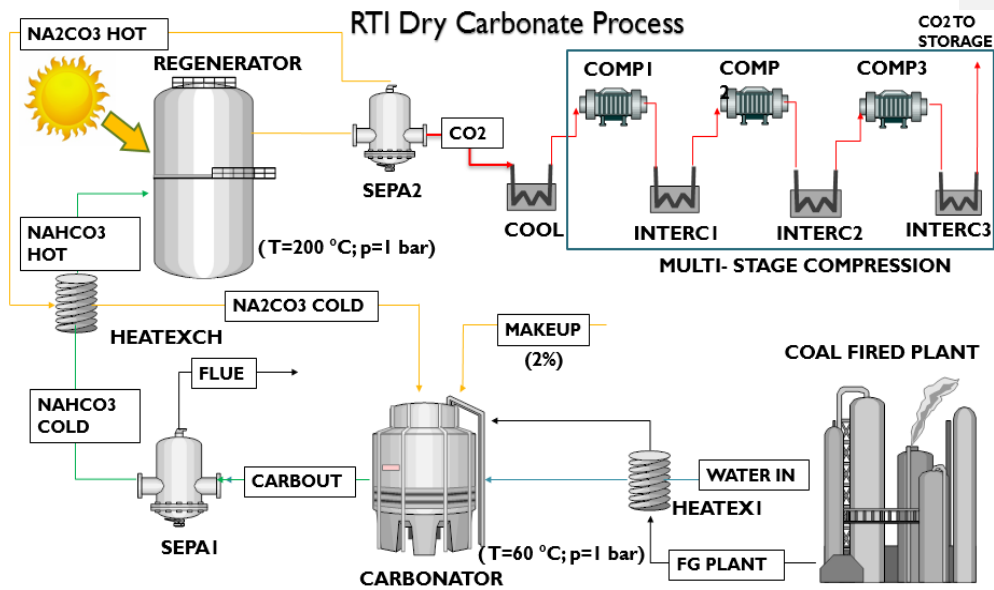 RTI Dry Carbonate Process
CO2 TO
STORAGE
NA2CO3 HOT
REGENERATOR
COMP1
COMP
2
COMP3
CO2
SEPA2
NAHCO3
HOT
COOL
INTERC1
INTERC2
INTERC3
(T=200 °C; p=1 bar)
MULTI- STAGE COMPRESSION
NA2CO3 COLD
HEATEXCH
MAKEUP
(2%)
COAL FIRED PLANT
FLUE
NAHCO3
COLD
CARBOUT
WATER IN
HEATEX1
SEPA1
(T=60 °C; p=1 bar)
FG PLANT
CARBONATOR